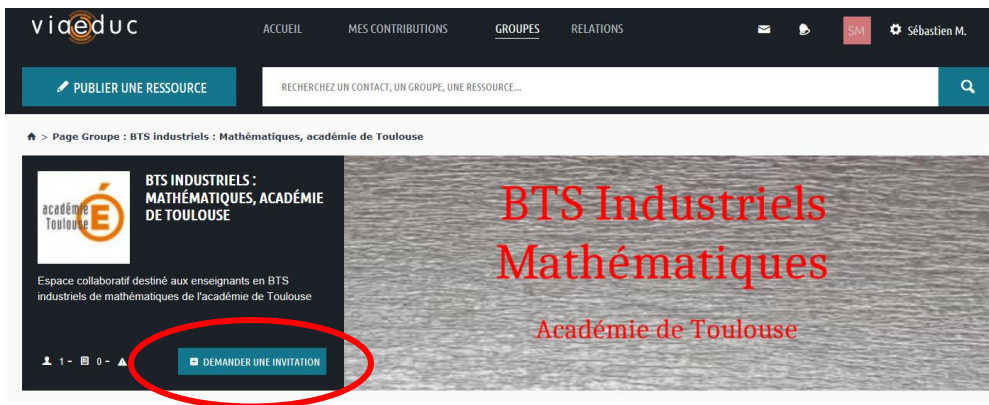 viaéduc
ACCUEIL MES CONTRIBUTIONS GROUPES RELATIONS SM Sébastien M.
PUBLIER UNE RESSOURCE
RECHERCHEZ UN CONTACT, UN GROUPE, UNE RESSOURCE...
> Page Groupe : BTS industriels : Mathématiques, académie de Toulouse
académie
Toulouse É
BTS INDUSTRIELS :
MATHÉMATIQUES, ACADÉMIE
DE TOULOUSE
Espace collaboratif destiné aux enseignants en BTS
industriels de mathématiques de l'académie de Toulouse
1 - 0 -
DEMANDER UNE INVITATION
BTS Industriels
Mathématiques
Académie de Toulouse